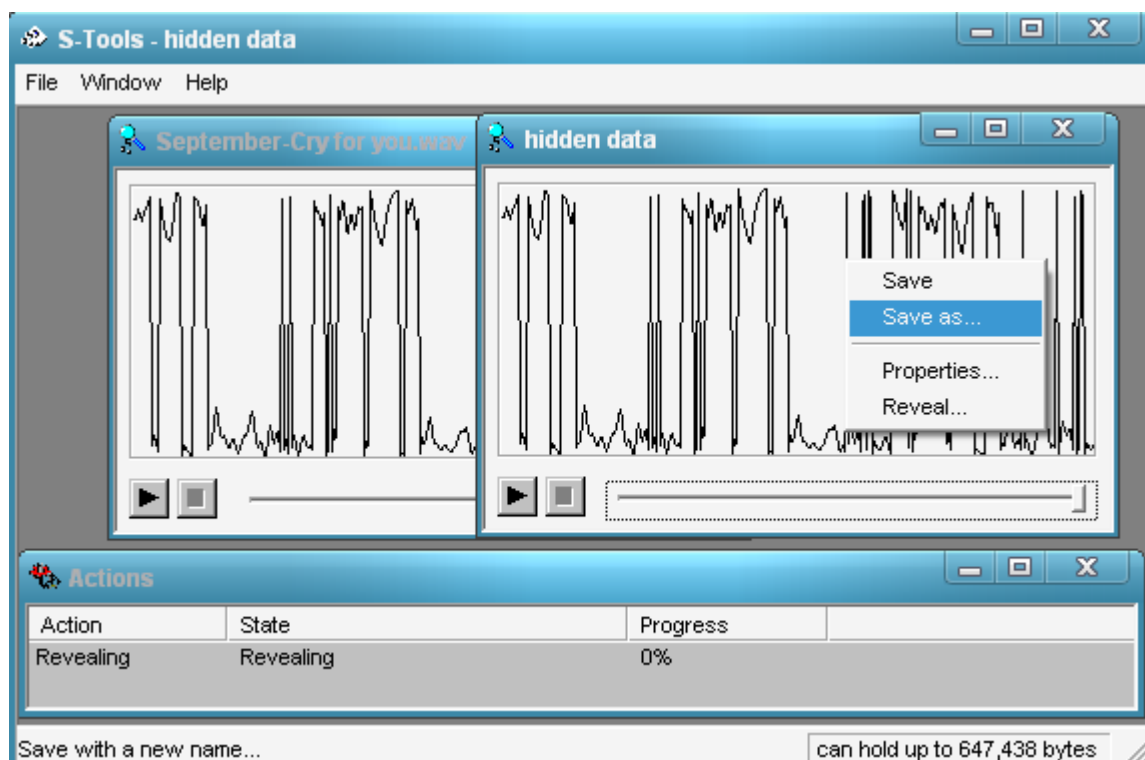 S-Tools - hidden data
File Window Help
September-Cry for you.wav
hidden data
Save
Save as...
Properties...
Reveal...
Actions
Action State Progress
Revealing Revealing 0%
Save with a new name... can hold up to 647,438 bytes